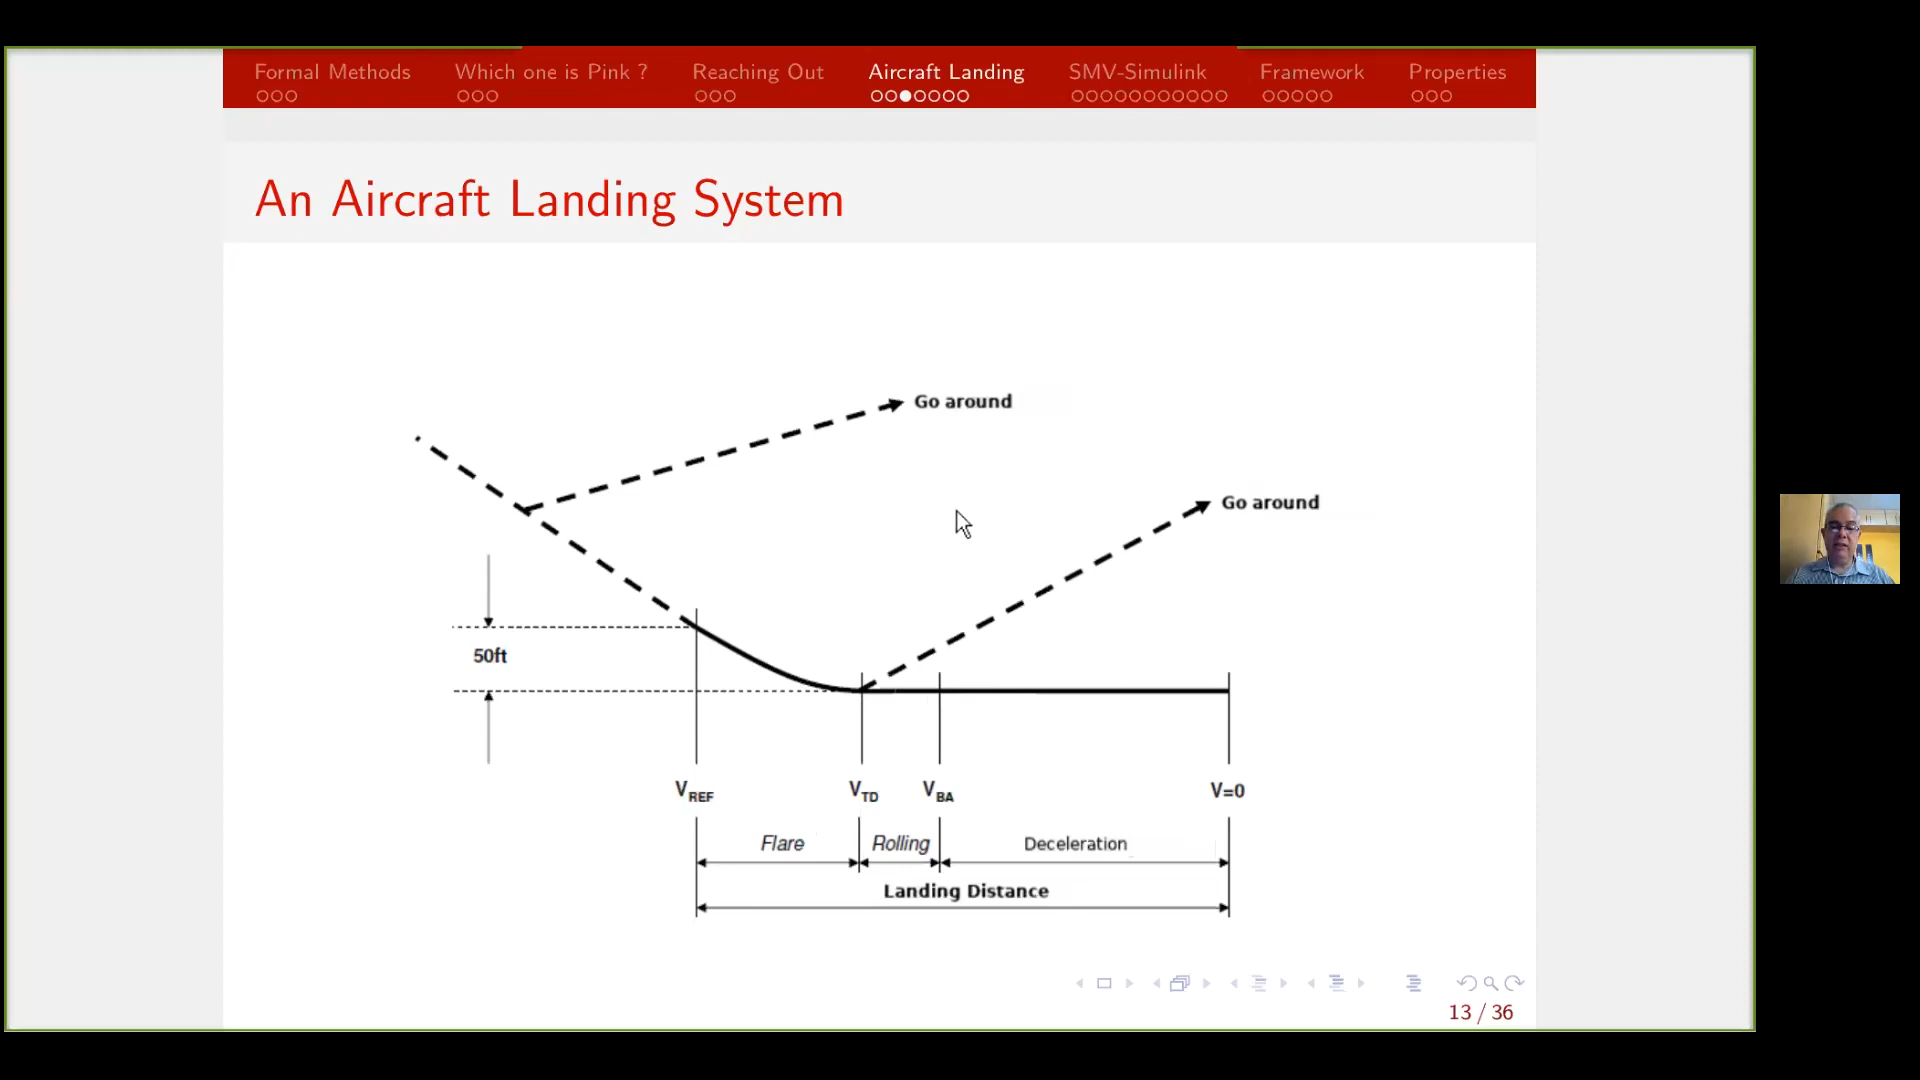 Formal Methods Which one is Pink ? Reaching Out Aircraft Landing SMV-Simulink Framework Properties
An Aircraft Landing System
Go around
Go around
50ft
VREF VTD VBA V=0
Flare Rolling Deceleration
Landing Distance
13 / 36